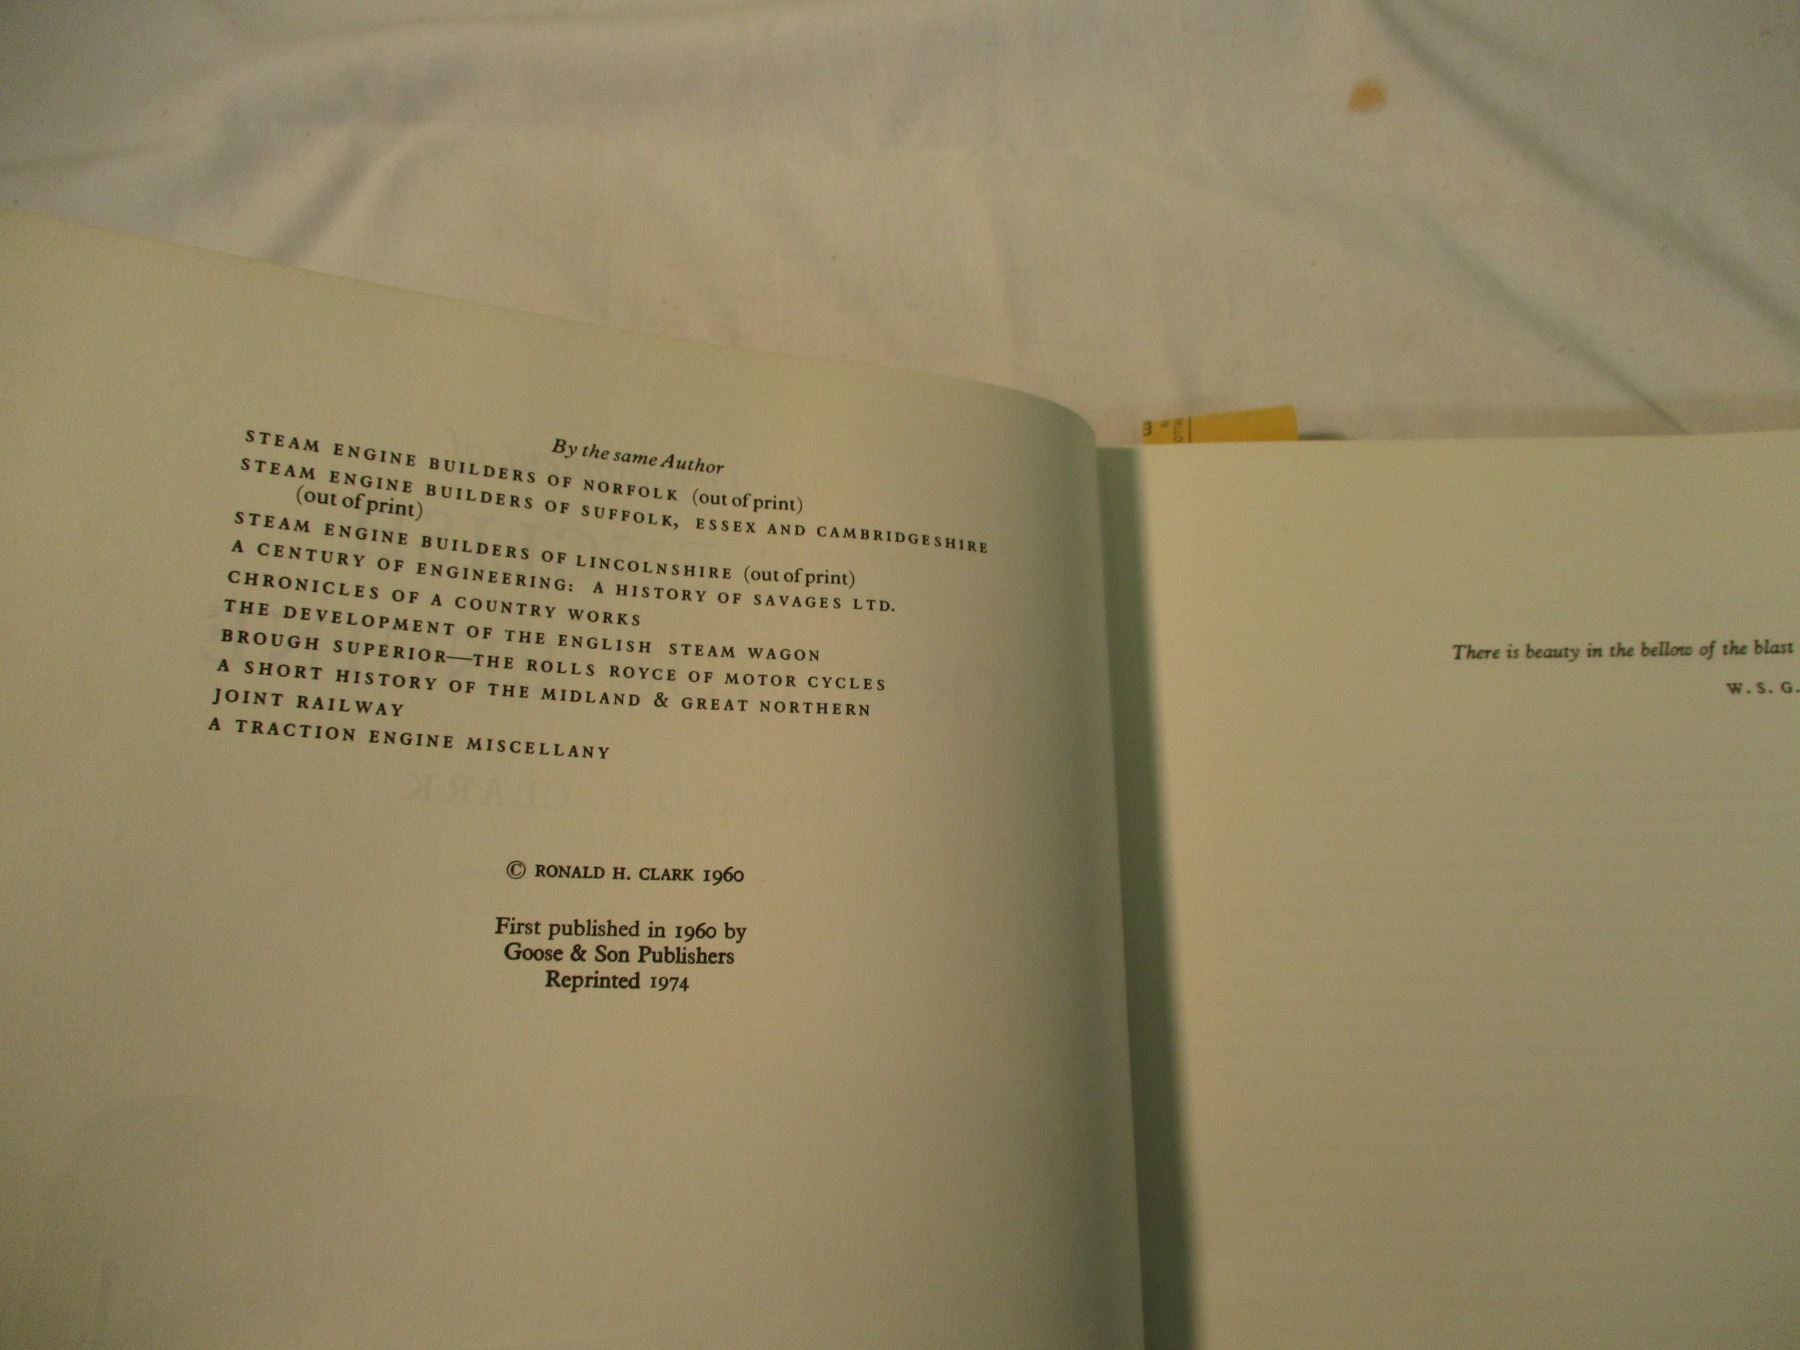 By the same Author
STEAM ENGINE BUILDERS OF NORFOLK (out of print)
STEAM ENGINE BUILDERS OF SUFFOLK, ESSEX AND CAMBRIDGESHIRE
(out of print)
STEAM ENGINE BUILDERS OF LINCOLNSHIRE (out of print)
A CENTURY OF ENGINEERING: A HISTORY OF SAVAGES LTD.
CHRONICLES OF A COUNTRY WORKS
THE DEVELOPMENT OF THE ENGLISH STEAM WAGON
BROUGH SUPERIOR—THE ROLLS ROYCE OF MOTOR CYCLES
A SHORT HISTORY OF THE MIDLAND & GREAT NORTHERN
JOINT RAILWAY
A TRACTION ENGINE MISCELLANY
© RONALD H. CLARK 1960
First published in 1960 by
Goose & Son Publishers
Reprinted 1974
There is beauty in the bellow of the blast
W. S. G.